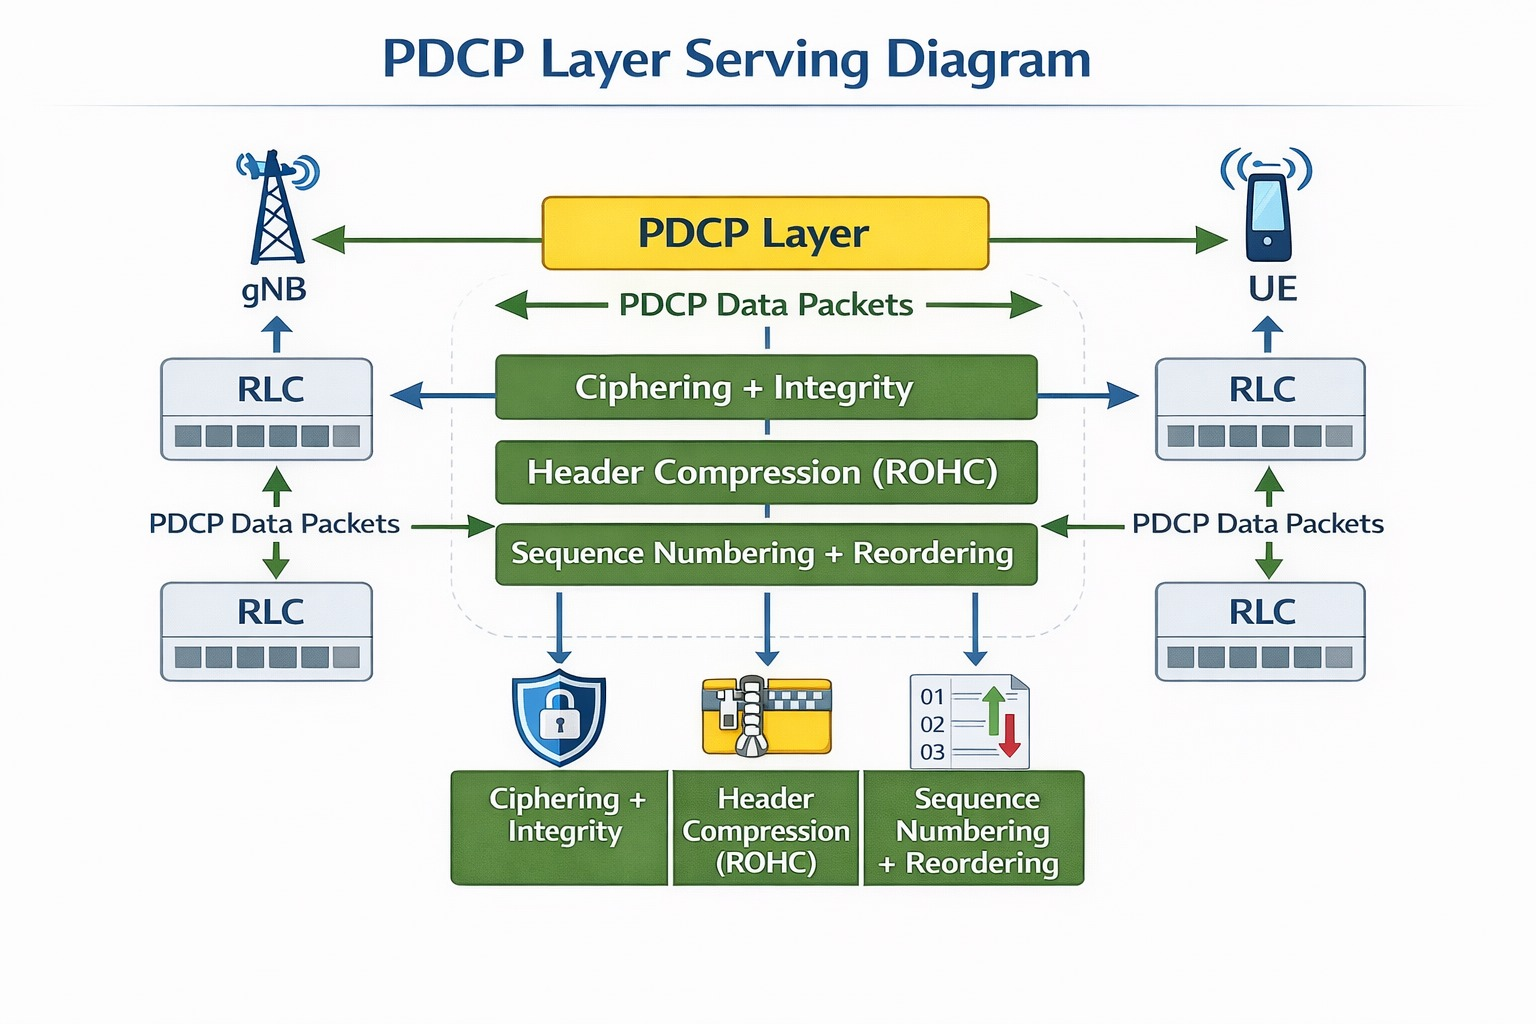 PDCP Layer Serving Diagram
gNB
PDCP Layer
UE
PDCP Data Packets
RLC
Ciphering + Integrity
RLC
Header Compression (ROHC)
PDCP Data Packets
Sequence Numbering + Reordering
PDCP Data Packets
RLC
RLC
01
02
03
Ciphering +
Integrity
Header
Compression
(ROHC)
Sequence
Numbering
+ Reordering